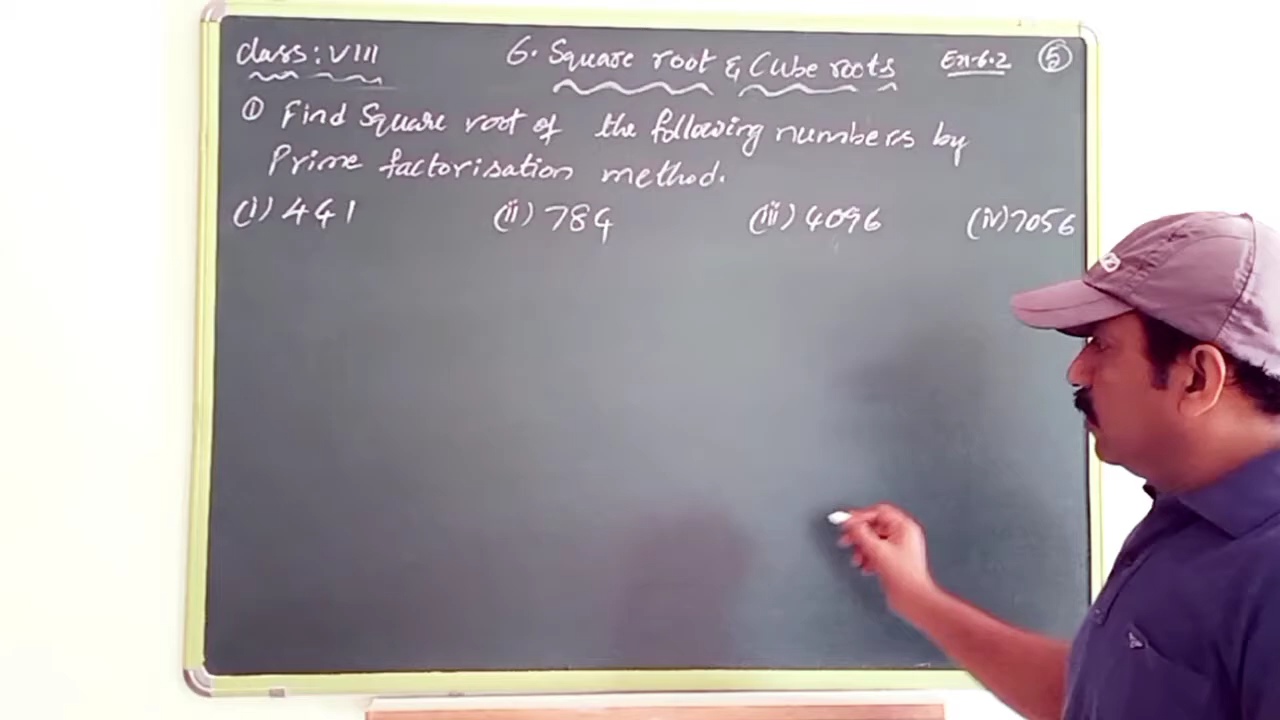 class: VIII 6. Square root & Cube roots Ex-6.2 ⑤
① Find Square root of the following numbers by
Prime factorisation method.
(i) 441 (ii) 784 (iii) 4096 (iv) 7056